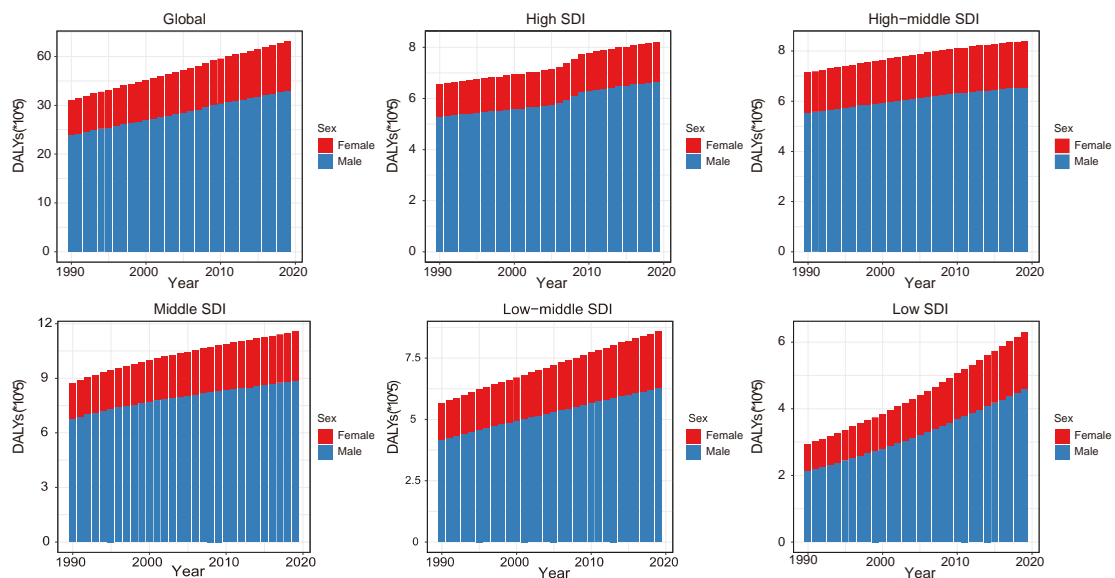 Global
60
30
20
10
0
DALYs(*10^5)
1990
2000
2010
2020
Year
Sex
Female
Male
High SDI
8
6
4
2
0
DALYs(*10^5)
1990
2000
2010
2020
Year
Sex
Female
Male
High−middle SDI
8
6
4
2
0
DALYs(*10^5)
1990
2000
2010
2020
Year
Sex
Female
Male
Middle SDI
12
9
6
3
0
DALYs(*10^5)
1990
2000
2010
2020
Year
Sex
Female
Male
Low−middle SDI
7.5
5
2.5
0
DALYs(*10^5)
1990
2000
2010
2020
Year
Sex
Female
Male
Low SDI
6
4
2
0
DALYs(*10^5)
1990
2000
2010
2020
Year
Sex
Female
Male